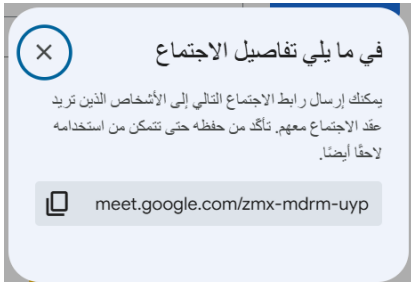 في ما يلي تفاصيل الاجتماع
يمكنك إرسال رابط الاجتماع التالي إلى الأشخاص الذين تريد
عقد الاجتماع معهم. تأكّد من حفظه حتى تتمكن من استخدامه
لاحقًا أيضًا.
meet.google.com/zmx-mdrm-uyp